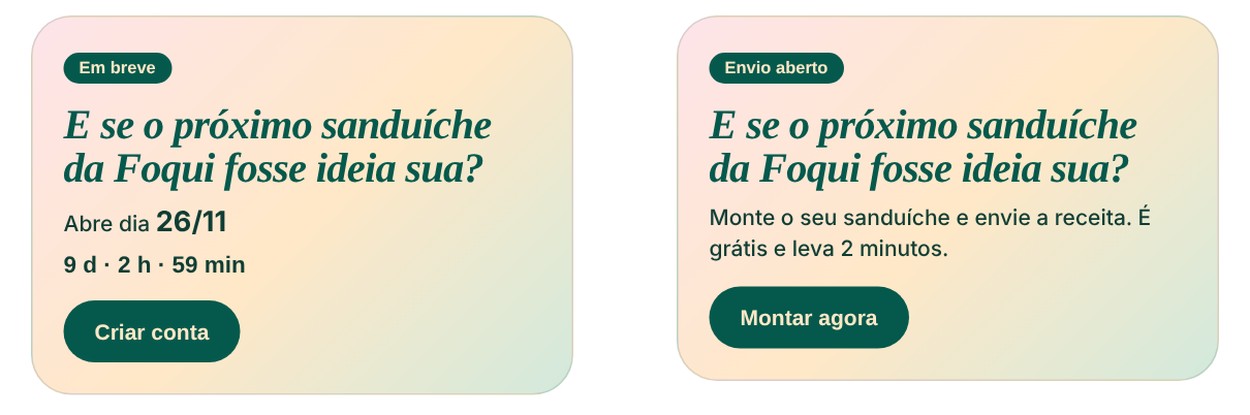 Em breve
E se o próximo sanduíche
da Foqui fosse ideia sua?
Abre dia 26/11
9 d · 2 h · 59 min
Criar conta
Envio aberto
E se o próximo sanduíche
da Foqui fosse ideia sua?
Monte o seu sanduíche e envie a receita. É
grátis e leva 2 minutos.
Montar agora